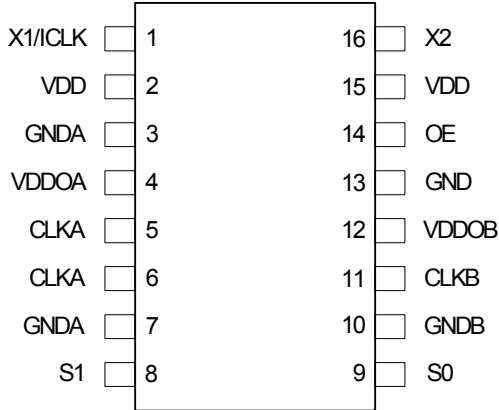 X1/ICLK 1 16 X2
VDD 2 15 VDD
GNDA 3 14 OE
VDDOA 4 13 GND
CLKA 5 12 VDDOB
CLKA 6 11 CLKB
GNDA 7 10 GNDB
S1 8 9 S0